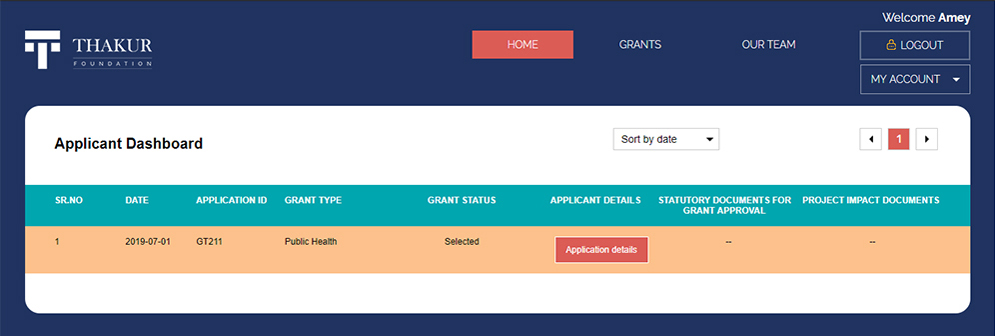 Welcome Amey
THAKUR
FOUNDATION
HOME GRANTS OUR TEAM LOGOUT
MY ACCOUNT
Applicant Dashboard Sort by date 1
SR.NO DATE APPLICATION ID GRANT TYPE GRANT STATUS APPLICANT DETAILS STATUTORY DOCUMENTS FOR PROJECT IMPACT DOCUMENTS
GRANT APPROVAL
1 2019-07-01 GT211 Public Health Selected Application details -- --